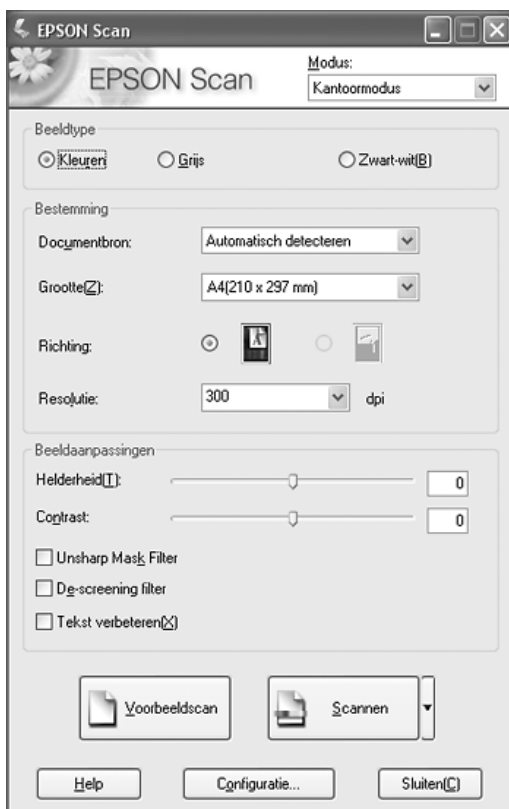 EPSON Scan
EPSON Scan
Modus:
Kantoormodus
Beeldtype
Kleuren
Grijs
Zwart-wit(B)
Bestemming
Documentbron:
Automatisch detecteren
Grootte(Z):
A4(210 x 297 mm)
Richting:
Resolutie:
300
dpi
Beeldaanpassingen
Helderheid(T):
0
Contrast:
0
Unsharp Mask Filter
De-screening filter
Tekst verbeteren(X)
Voorbeeldscan
Scannen
Help
Configuratie...
Sluiten(C)